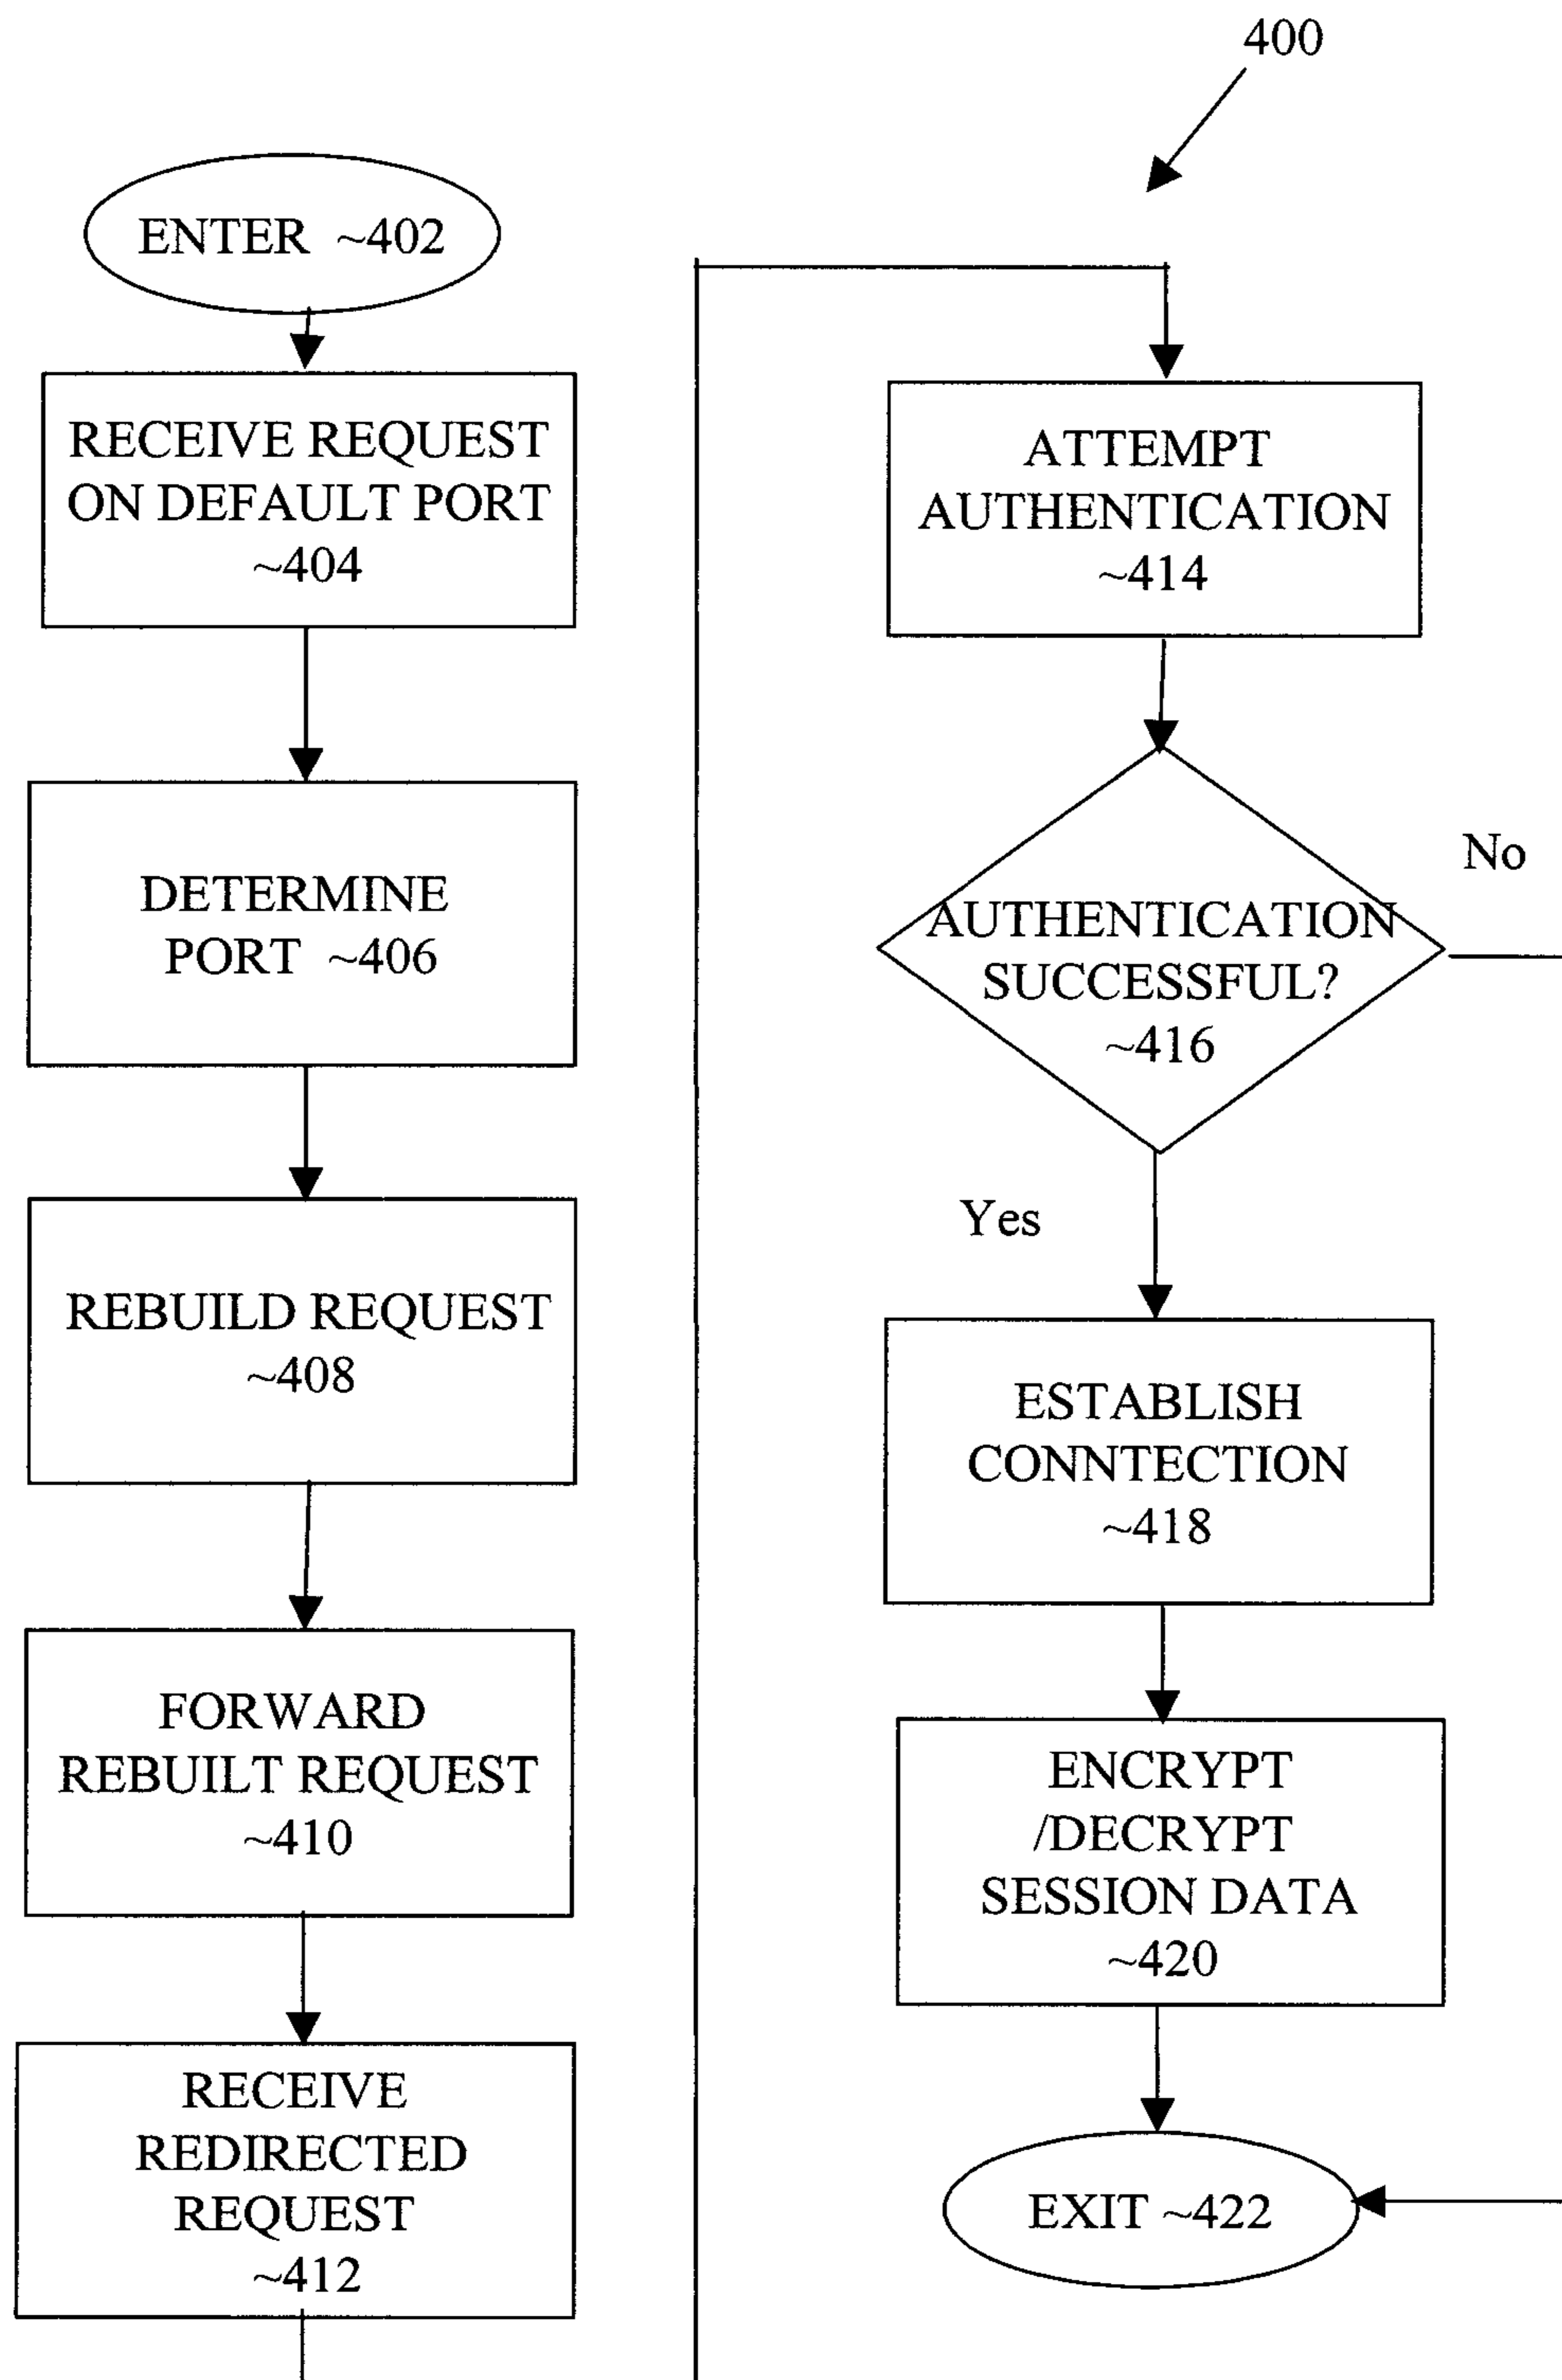 400
ENTER ~402
RECEIVE REQUEST
ON DEFAULT PORT
~404
DETERMINE
PORT ~406
REBUILD REQUEST
~408
FORWARD
REBUILT REQUEST
~410
RECEIVE
REDIRECTED
REQUEST
~412
ATTEMPT
AUTHENTICATION
~414
AUTHENTICATION
SUCCESSFUL?
~416
No
Yes
ESTABLISH
CONNTECTION
~418
ENCRYPT
/DECRYPT
SESSION DATA
~420
EXIT ~422